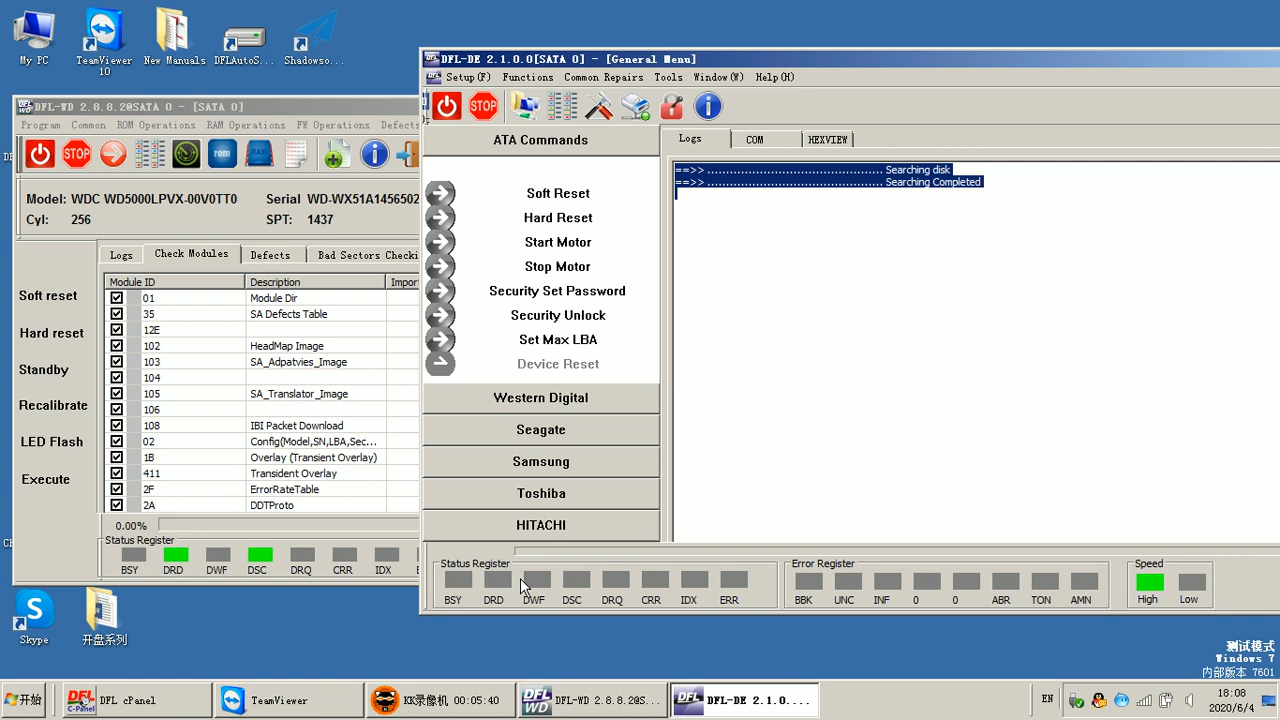 My PC
TeamViewer 10
New Manuals
DFLAutoS...
Shadowso...
DFL-WD 2.8.8.2@SATA 0 - [SATA 0]
Program Common ROM Operations RAM Operations FW Operations Defects
STOP rom RAM
Model: WDC WD5000LPVX-00V0TT0 Serial WD-WX51A1456502
Cyl: 256 SPT: 1437
Logs Check Modules Defects Bad Sectors Checki
Soft reset
Hard reset
Standby
Recalibrate
LED Flash
Execute
Module ID Description Impor
01 Module Dir
35 SA Defects Table
12E
102 HeadMap Image
103 SA_Adpatvies_Image
104
105 SA_Translator_Image
106
108 IBI Packet Download
02 Config(Model,SN,LBA,Sec...
1B Overlay (Transient Overlay)
411 Transident Overlay
2F ErrorRateTable
2A DDTProto
0.00%
Status Register
BSY DRD DWF DSC DRQ CRR IDX
DFL-DE 2.1.0.0[SATA 0] - [General Menu]
Setup(F) Functions Common Repairs Tools Window(W) Help(H)
STOP
ATA Commands
Soft Reset
Hard Reset
Start Motor
Stop Motor
Security Set Password
Security Unlock
Set Max LBA
Device Reset
Western Digital
Seagate
Samsung
Toshiba
HITACHI
Logs COM HEXVIEW
==>> .............................................. Searching disk
==>> .............................................. Searching Completed
Status Register
BSY DRD DWF DSC DRQ CRR IDX ERR
Error Register
BBK UNC INF 0 0 ABR TON AMN
Speed
High Low
Skype
开盘系列
测试模式
Windows 7
内部版本 7601
开始
DFL cPanel
TeamViewer
KK录像机 00:05:40
DFL-WD 2.8.8.2@S...
DFL-DE 2.1.0....
EN
18:08
2020/6/4